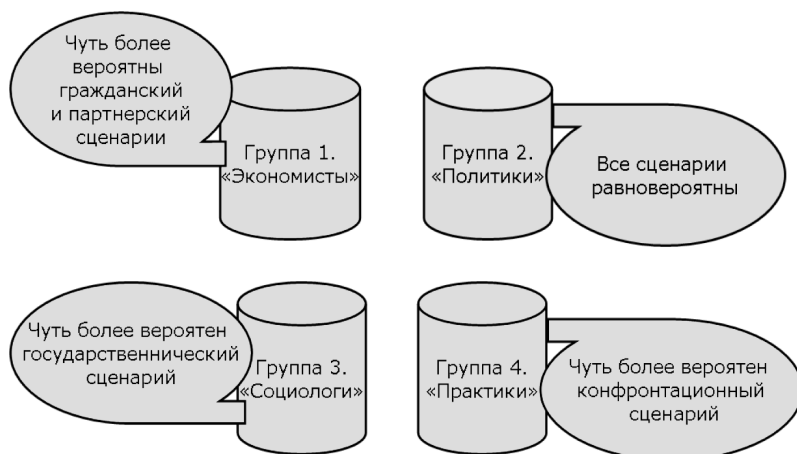 Чуть более
вероятны
гражданский
и партнерский
сценарии
Группа 1.
«Экономисты»
Группа 2.
«Политики»
Все сценарии
равновероятны
Чуть более вероятен
государственнический
сценарий
Группа 3.
«Социологи»
Группа 4.
«Практики»
Чуть более вероятен
конфронтационный
сценарий